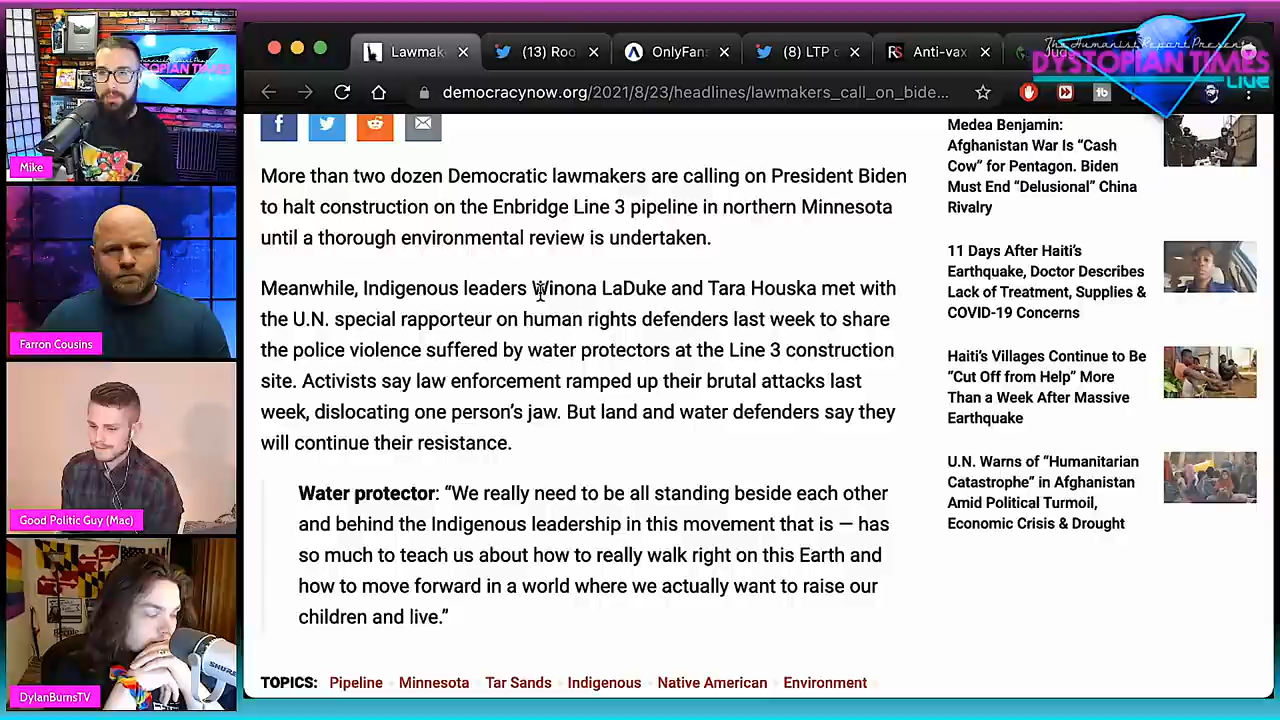 The Humanist Report Presents
DYSTOPIAN TIMES
LIVE
Mike
Farron Cousins
Good Politic Guy (Mac)
DylanBurnsTV
SHURE
Lawmak
(13) Roo
OnlyFans
(8) LTP c
RS
Anti-vax
democracynow.org/2021/8/23/headlines/lawmakers_call_on_bide...
More than two dozen Democratic lawmakers are calling on President Biden
to halt construction on the Enbridge Line 3 pipeline in northern Minnesota
until a thorough environmental review is undertaken.
Meanwhile, Indigenous leaders Winona LaDuke and Tara Houska met with
the U.N. special rapporteur on human rights defenders last week to share
the police violence suffered by water protectors at the Line 3 construction
site. Activists say law enforcement ramped up their brutal attacks last
week, dislocating one person’s jaw. But land and water defenders say they
will continue their resistance.
Water protector: “We really need to be all standing beside each other
and behind the Indigenous leadership in this movement that is — has
so much to teach us about how to really walk right on this Earth and
how to move forward in a world where we actually want to raise our
children and live.”
TOPICS: Pipeline Minnesota Tar Sands Indigenous Native American Environment
Medea Benjamin:
Afghanistan War Is “Cash
Cow” for Pentagon. Biden
Must End “Delusional” China
Rivalry
11 Days After Haiti’s
Earthquake, Doctor Describes
Lack of Treatment, Supplies &
COVID-19 Concerns
Haiti’s Villages Continue to Be
“Cut Off from Help” More
Than a Week After Massive
Earthquake
U.N. Warns of “Humanitarian
Catastrophe” in Afghanistan
Amid Political Turmoil,
Economic Crisis & Drought